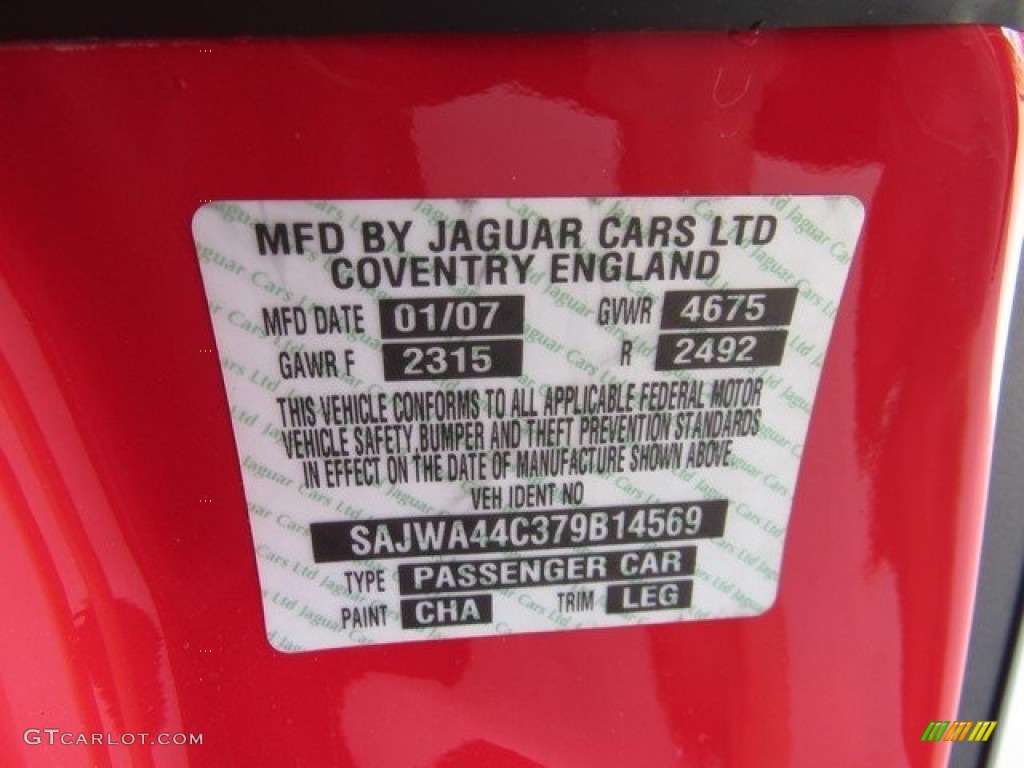 MFD BY JAGUAR CARS LTD
COVENTRY ENGLAND
MFD DATE 01/07 GVWR 4675
GAWR F 2315 R 2492
THIS VEHICLE CONFORMS TO ALL APPLICABLE FEDERAL MOTOR
VEHICLE SAFETY, BUMPER AND THEFT PREVENTION STANDARDS
IN EFFECT ON THE DATE OF MANUFACTURE SHOWN ABOVE.
VEH IDENT NO
SAJWA44C379B14569
TYPE PASSENGER CAR
PAINT CHA TRIM LEG
GTCARLOT.COM